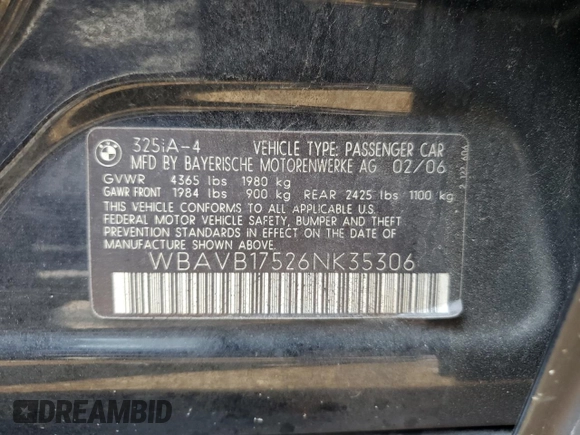 325iA-4 VEHICLE TYPE: PASSENGER CAR
MFD BY BAYERISCHE MOTORENWERKE AG 02/06
GVWR 4365 lbs 1980 kg
GAWR FRONT 1984 lbs 900 kg REAR 2425 lbs 1100 kg
THIS VEHICLE CONFORMS TO ALL APPLICABLE U.S.
FEDERAL MOTOR VEHICLE SAFETY, BUMPER AND THEFT
PREVENTION STANDARDS IN EFFECT ON THE DATE
OF MANUFACTURE SHOWN ABOVE.
WBAVB17526NK35306
DREAMBID